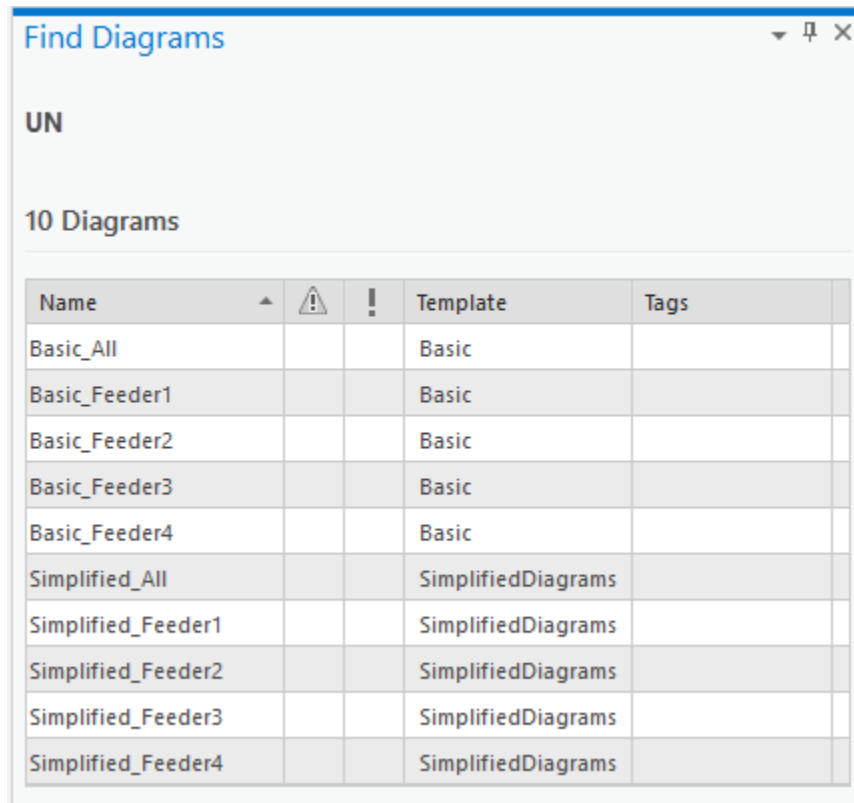 Find Diagrams
UN
10 Diagrams
Name ! Template Tags
Basic_All Basic
Basic_Feeder1 Basic
Basic_Feeder2 Basic
Basic_Feeder3 Basic
Basic_Feeder4 Basic
Simplified_All SimplifiedDiagrams
Simplified_Feeder1 SimplifiedDiagrams
Simplified_Feeder2 SimplifiedDiagrams
Simplified_Feeder3 SimplifiedDiagrams
Simplified_Feeder4 SimplifiedDiagrams